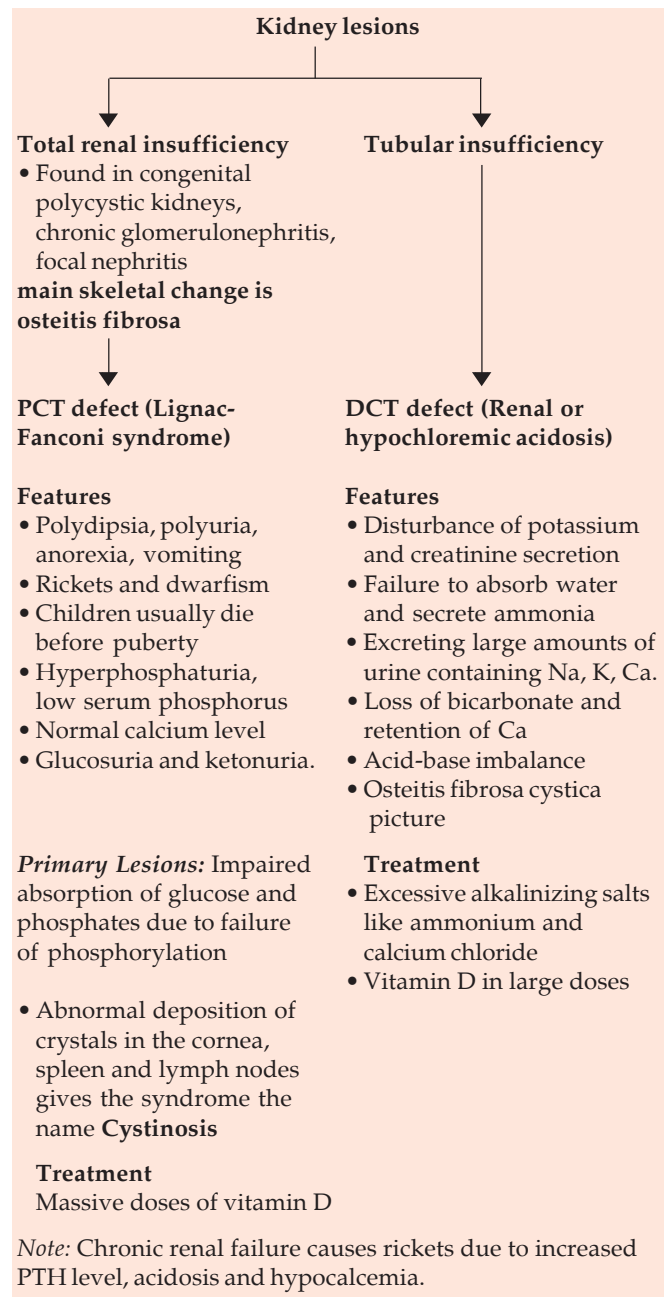 Kidney lesions
Total renal insufficiency
• Found in congenital
polycystic kidneys,
chronic glomerulonephritis,
focal nephritis
main skeletal change is
osteitis fibrosa
PCT defect (Lignac-
Fanconi syndrome)
Features
• Polydipsia, polyuria,
anorexia, vomiting
• Rickets and dwarfism
• Children usually die
before puberty
• Hyperphosphaturia,
low serum phosphorus
• Normal calcium level
• Glucosuria and ketonuria.
Primary Lesions: Impaired
absorption of glucose and
phosphates due to failure
of phosphorylation
• Abnormal deposition of
crystals in the cornea,
spleen and lymph nodes
gives the syndrome the
name Cystinosis
Treatment
Massive doses of vitamin D
Tubular insufficiency
DCT defect (Renal or
hypochloremic acidosis)
Features
• Disturbance of potassium
and creatinine secretion
• Failure to absorb water
and secrete ammonia
• Excreting large amounts of
urine containing Na, K, Ca.
• Loss of bicarbonate and
retention of Ca
• Acid-base imbalance
• Osteitis fibrosa cystica
picture
Treatment
• Excessive alkalinizing salts
like ammonium and
calcium chloride
• Vitamin D in large doses
Note: Chronic renal failure causes rickets due to increased
PTH level, acidosis and hypocalcemia.